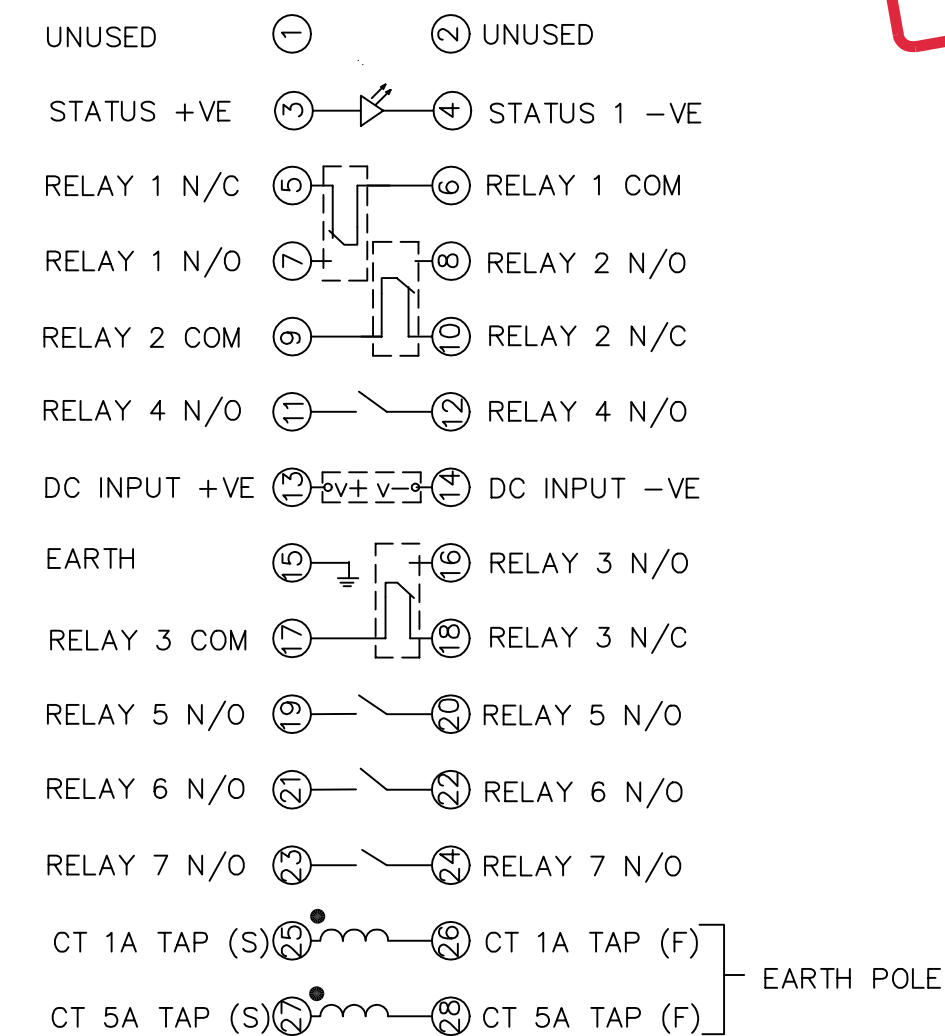 UNUSED 1 2 UNUSED
STATUS +VE 3 4 STATUS 1 −VE
RELAY 1 N/C 5 6 RELAY 1 COM
RELAY 1 N/O 7 8 RELAY 2 N/O
RELAY 2 COM 9 10 RELAY 2 N/C
RELAY 4 N/O 11 12 RELAY 4 N/O
DC INPUT +VE 13 V+ V− 14 DC INPUT −VE
EARTH 15 16 RELAY 3 N/O
RELAY 3 COM 17 18 RELAY 3 N/C
RELAY 5 N/O 19 20 RELAY 5 N/O
RELAY 6 N/O 21 22 RELAY 6 N/O
RELAY 7 N/O 23 24 RELAY 7 N/O
CT 1A TAP (S) 25 26 CT 1A TAP (F)
EARTH POLE
CT 5A TAP (S) 27 28 CT 5A TAP (F)